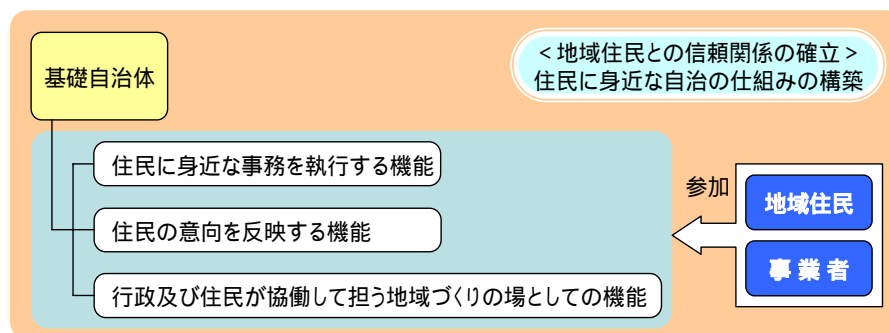 基礎自治体
<地域住民との信頼関係の確立>
住民に身近な自治の仕組みの構築
住民に身近な事務を執行する機能
住民の意向を反映する機能
行政及び住民が協働して担う地域づくりの場としての機能
参加
地域住民
事業者